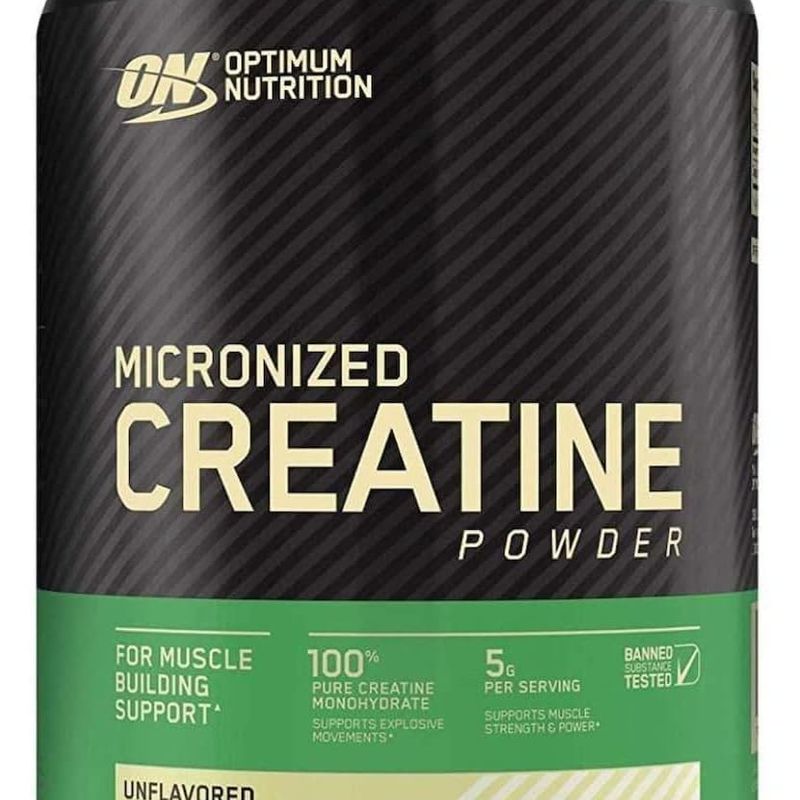 ON® OPTIMUM
NUTRITION
MICRONIZED
CREATINE
POWDER
FOR MUSCLE
BUILDING
SUPPORT▲
100%
PURE CREATINE
MONOHYDRATE
SUPPORTS EXPLOSIVE
MOVEMENTS*
5G
PER SERVING
SUPPORTS MUSCLE
STRENGTH & POWER*
BANNED
SUBSTANCE
TESTED
UNFLAVORED